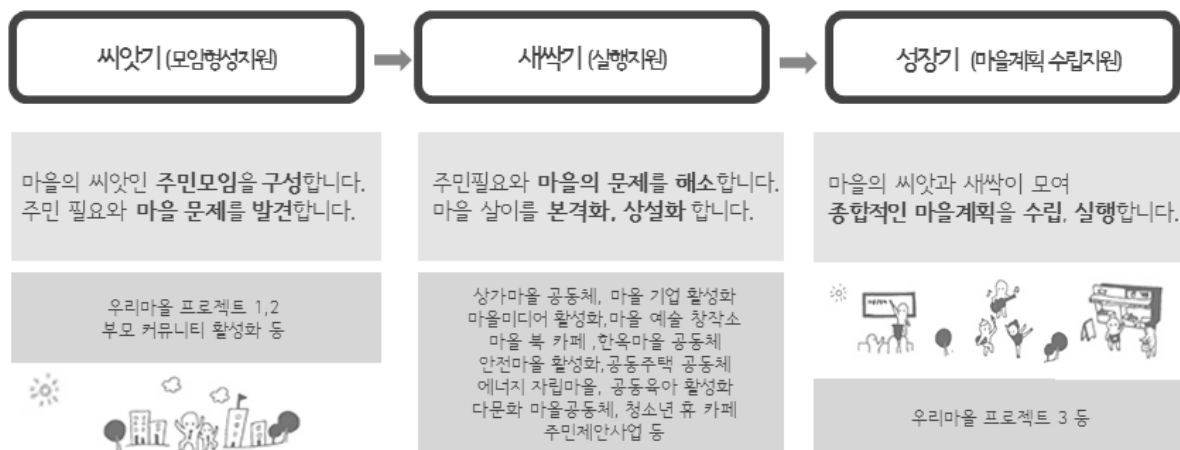 씨앗기 (모임형성지원)
새싹기 (실행지원)
성장기 (마을계획 수립지원)
마을의 씨앗인 주민모임을 구성합니다.
주민 필요와 마을 문제를 발견합니다.
주민필요와 마을의 문제를 해소합니다.
마을 살이를 본격화, 상설화 합니다.
마을의 씨앗과 새싹이 모여
종합적인 마을계획을 수립, 실행합니다.
우리마을 프로젝트 1,2
부모 커뮤니티 활성화 등
상가마을 공동체, 마을 기업 활성화
마을미디어 활성화,마을 예술 창작소
마을 북 카페 ,한옥마을 공동체
안전마을 활성화,공동주택 공동체
에너지 자립마을, 공동육아 활성화
다문화 마을공동체, 청소년 휴 카페
주민제안사업 등
우리마을 프로젝트 3 등